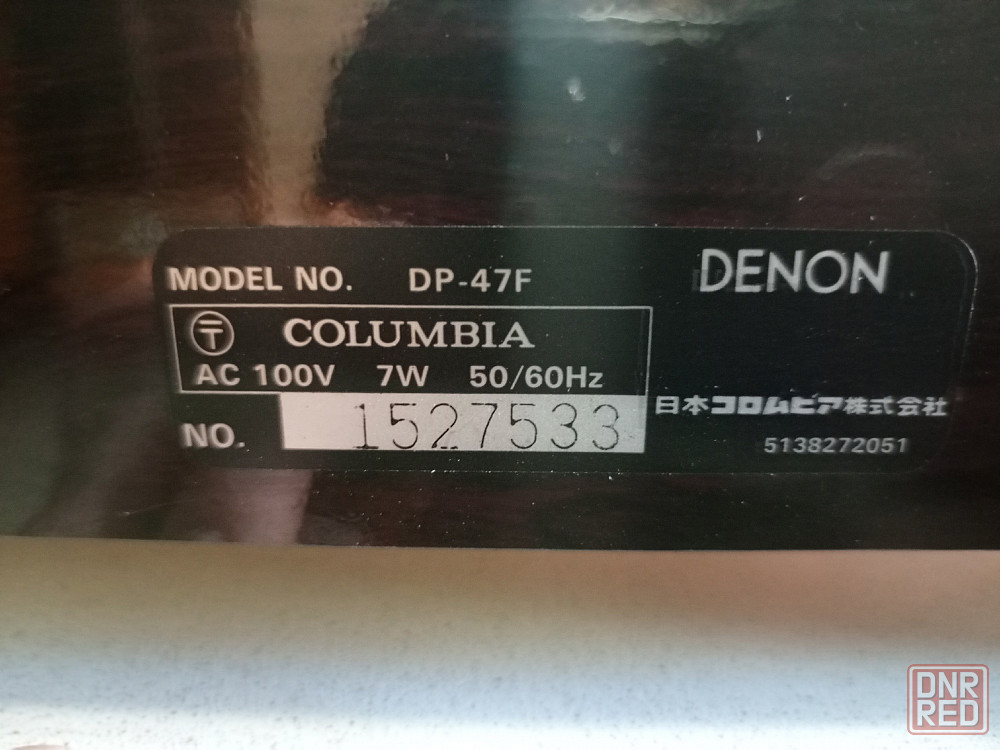 MODEL NO. DP-47F
DENON
〒 COLUMBIA
AC 100V 7W 50/60Hz
NO. 1527533
日本コロムビア株式会社
5138272051
DNR
RED